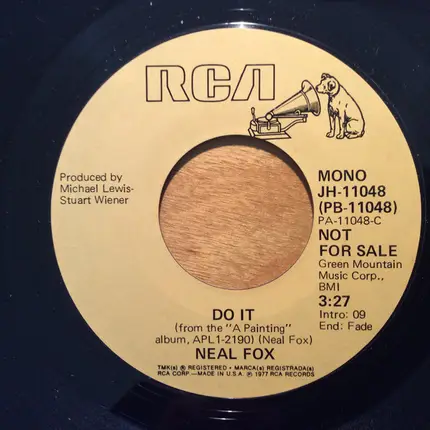 RCA
Produced by
Michael Lewis-
Stuart Wiener
MONO
JH-11048
(PB-11048)
PA-11048-C
NOT
FOR SALE
Green Mountain
Music Corp.,
BMI
3:27
Intro: 09
End: Fade
DO IT
(from the "A Painting"
album, APL1-2190) (Neal Fox)
NEAL FOX
TMK(s) ® REGISTERED • MARCA(s) REGISTRADA(s)
RCA CORP.—MADE IN U.S.A. ℗ 1977 RCA RECORDS